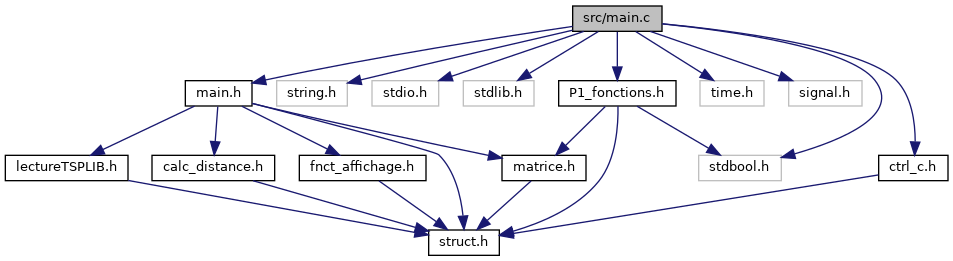 src/main.c
main.h
string.h
stdio.h
stdlib.h
P1_fonctions.h
time.h
signal.h
lectureTSPLIB.h
calc_distance.h
fnct_affichage.h
matrice.h
stdbool.h
ctrl_c.h
struct.h